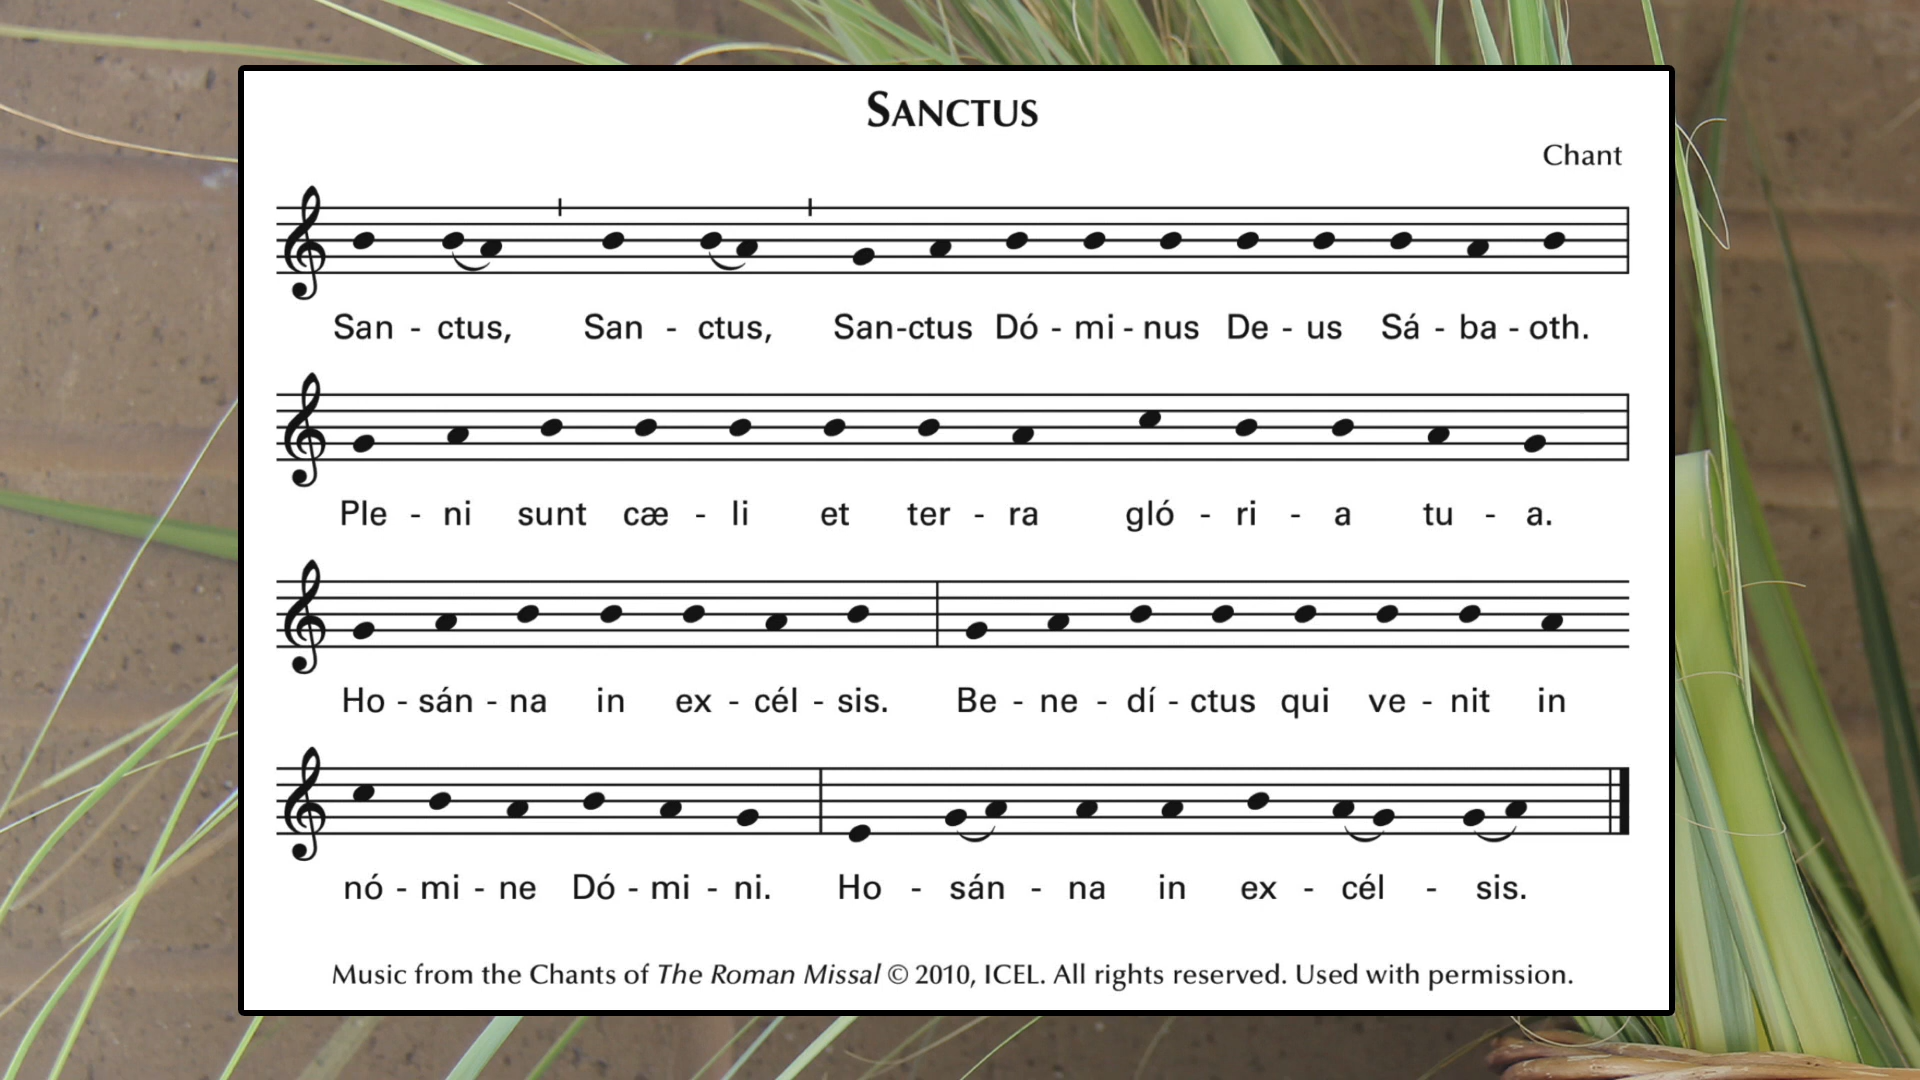 SANCTUS
Chant
San - ctus, San - ctus, San-ctus Dó - mi - nus De - us Sá - ba - oth.
Ple - ni sunt cæ - li et ter - ra gló - ri - a tu - a.
Ho - sán - na in ex - cél - sis. Be - ne - dí - ctus qui ve - nit in
nó - mi - ne Dó - mi - ni. Ho - sán - na in ex - cél - sis.
Music from the Chants of The Roman Missal © 2010, ICEL. All rights reserved. Used with permission.